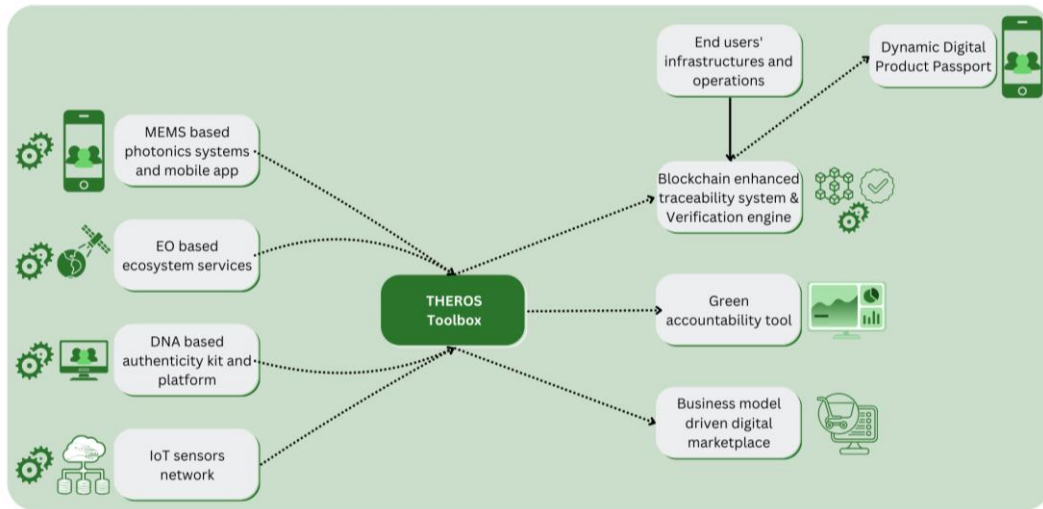 End users'
infrastructures and
operations
Dynamic Digital
Product Passport
MEMS based
photonics systems
and mobile app
Blockchain enhanced
traceability system &
Verification engine
EO based
ecosystem services
THEROS
Toolbox
Green
accountability tool
DNA based
authenticity kit and
platform
Business model
driven digital
marketplace
IoT sensors
network